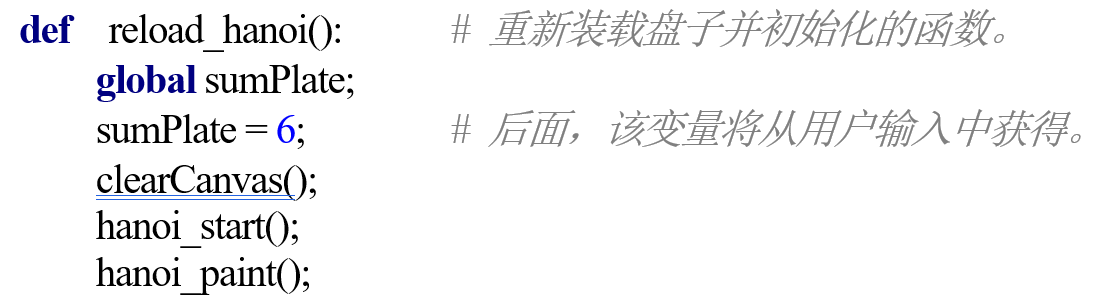 def reload_hanoi(): # 重新装载盘子并初始化的函数。
global sumPlate;
sumPlate = 6; # 后面，该变量将从用户输入中获得。
clearCanvas();
hanoi_start();
hanoi_paint();